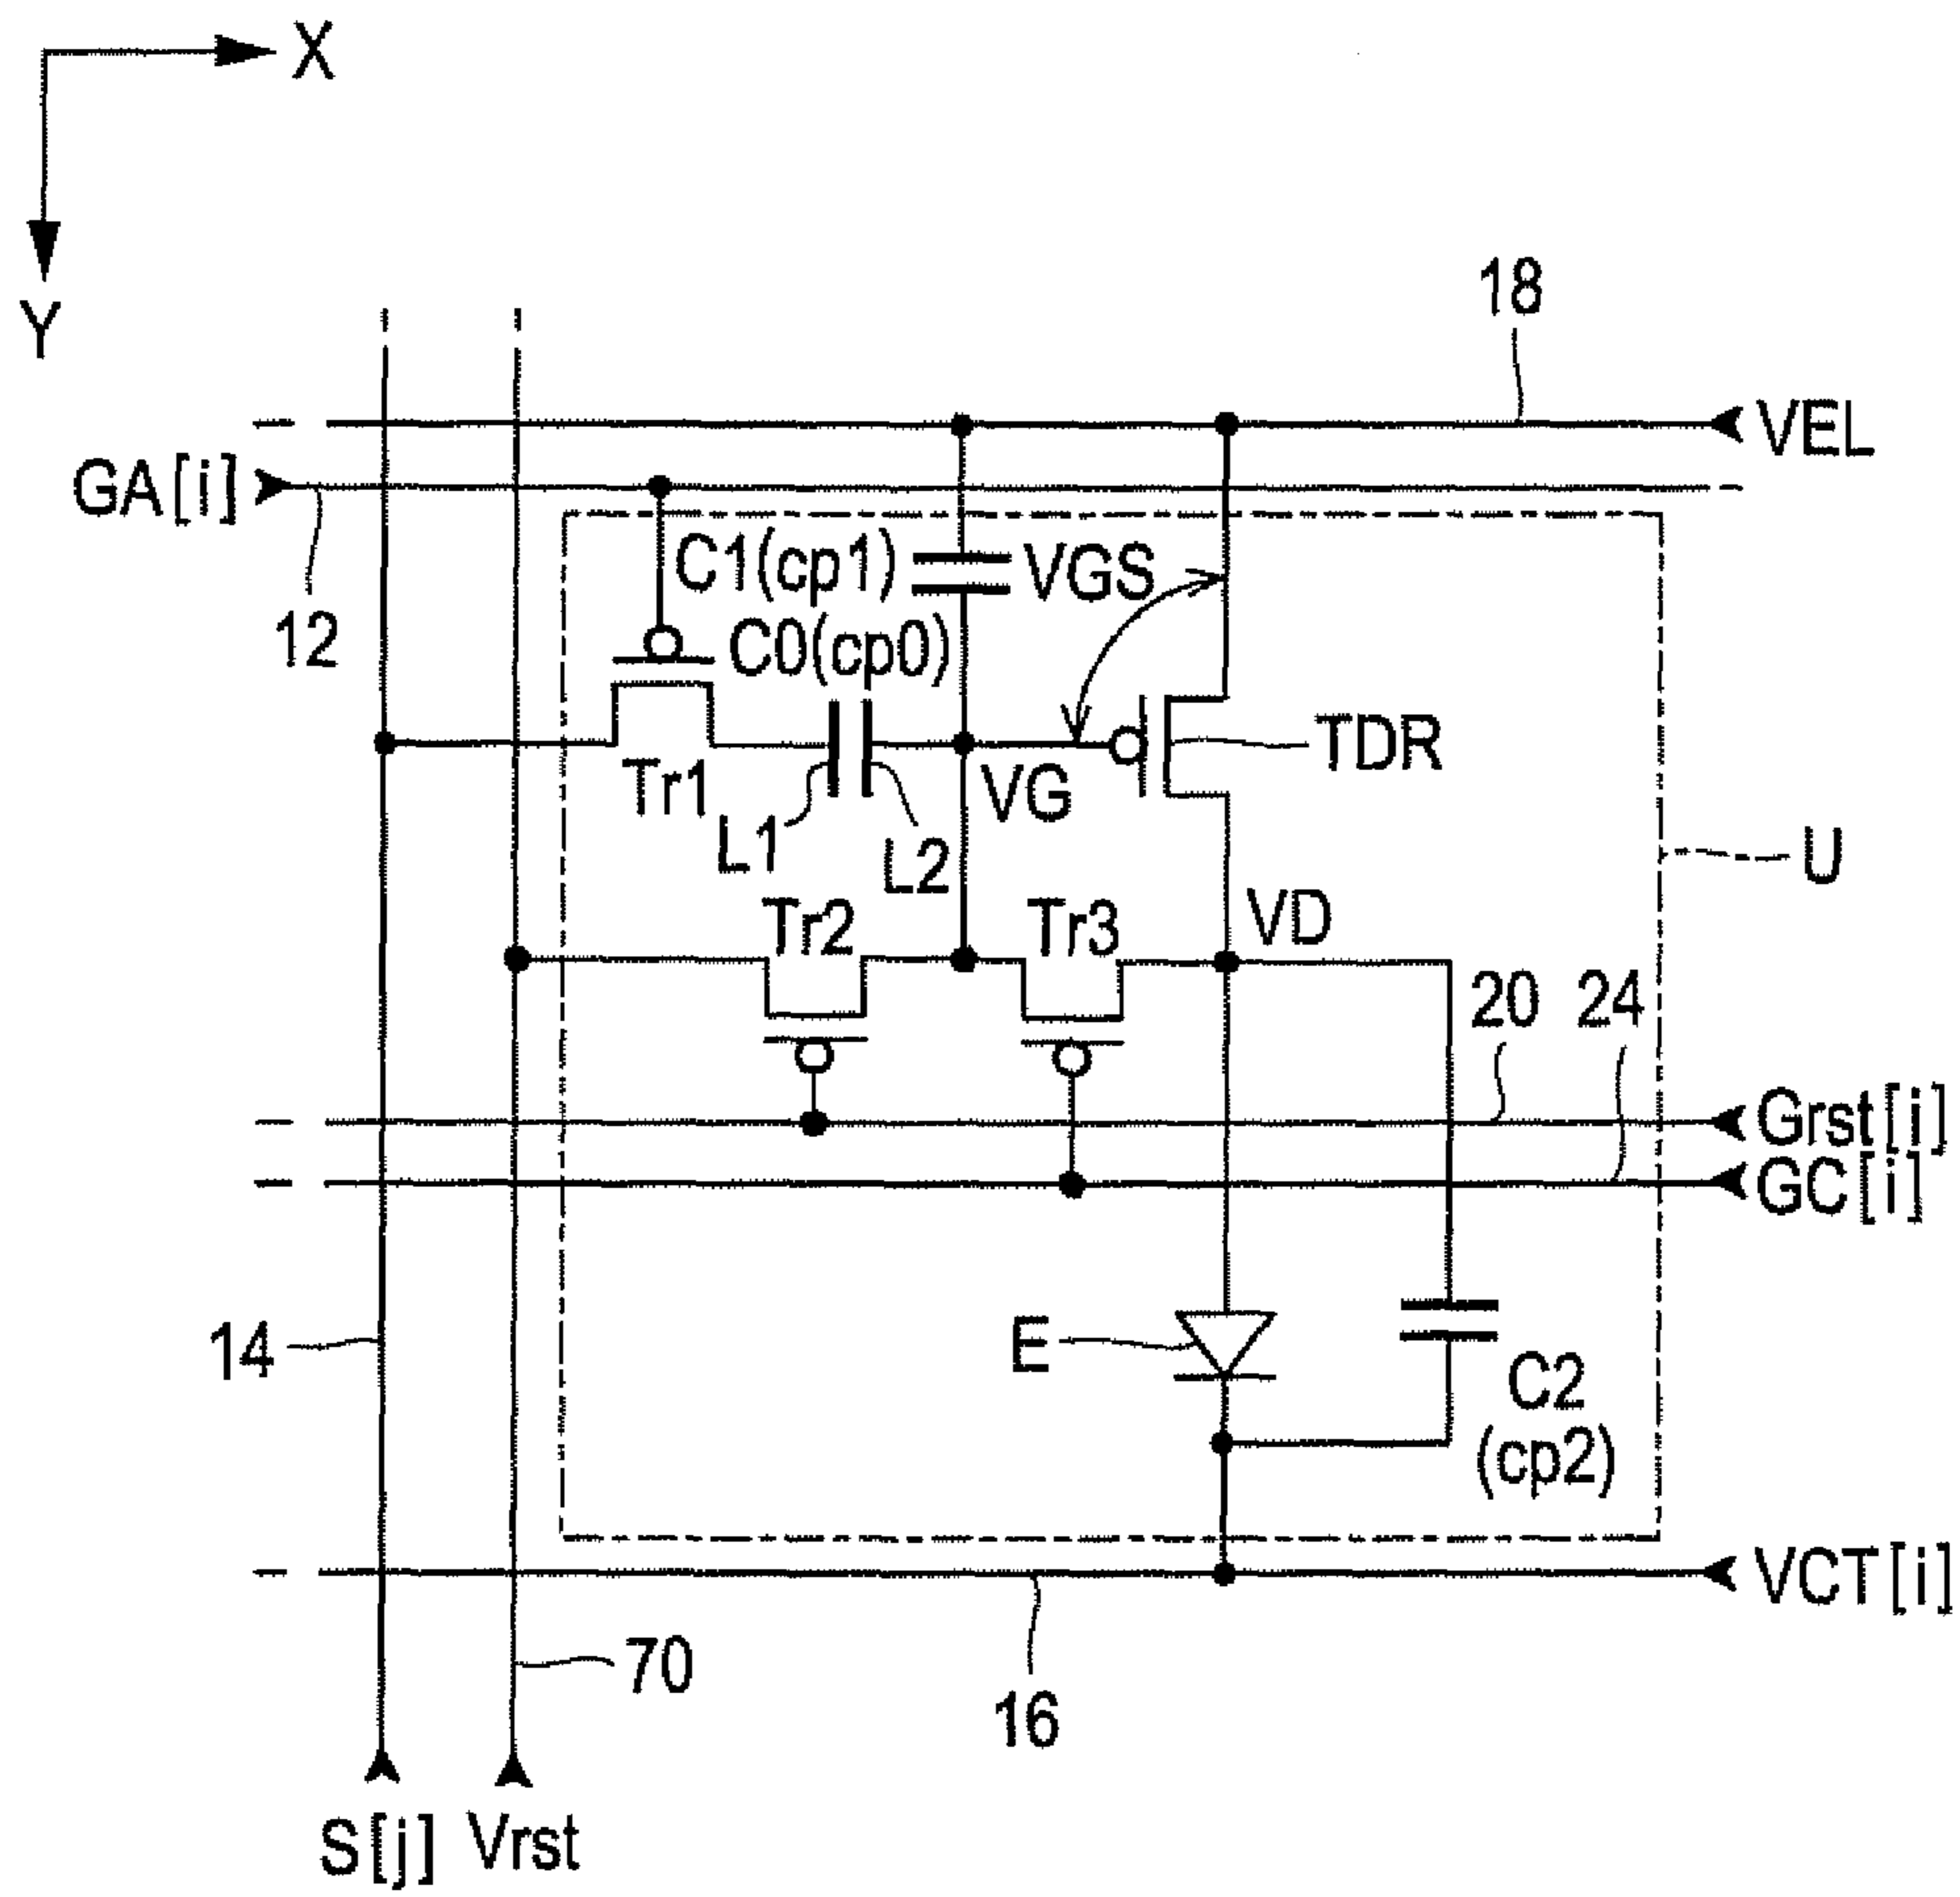 X
Y
18
VEL
GA[i]
C1(cp1)
VGS
12
C0(cp0)
TDR
Tr1
VG
L1
L2
U
Tr2
Tr3
VD
20
24
Grst[i]
GC[i]
14
E
C2
(cp2)
VCT[i]
70
16
S[j]
Vrst